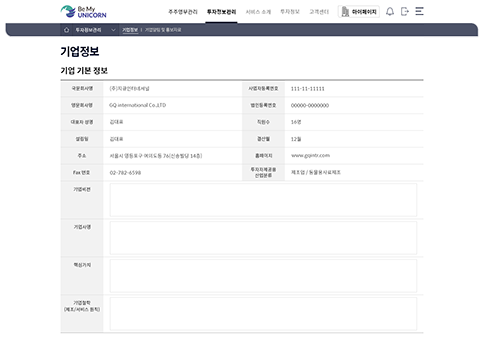 Be My
UNICORN
주주명부관리 투자정보관리 서비스 소개 투자정보 고객센터 마이페이지
투자정보관리 기업정보 기업알림 및 홍보자료
기업정보
기업 기본 정보
국문회사명 (주)지큐인터내셔널 사업자등록번호 111-11-11111
영문회사명 GQ international Co.,LTD 법인등록번호 00000-0000000
대표자 성명 김대표 직원수 16명
설립일 김대표 결산월 12월
주소 서울시 영등포구 여의도동 76(신송빌딩 14층) 홈페이지 www.gqintr.com
Fax 번호 02-782-6598 투자자제공용
산업분류 제조업 / 동물용사료제조
기업비전
기업사명
핵심가치
기업철학
(제조/서비스 원칙)